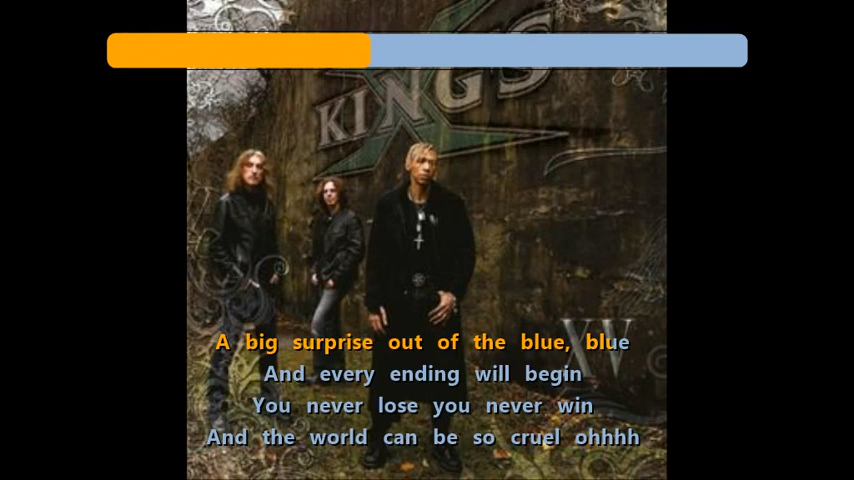 KING'S X
XV
A big surprise out of the blue, blue
And every ending will begin
You never lose you never win
And the world can be so cruel ohhhh